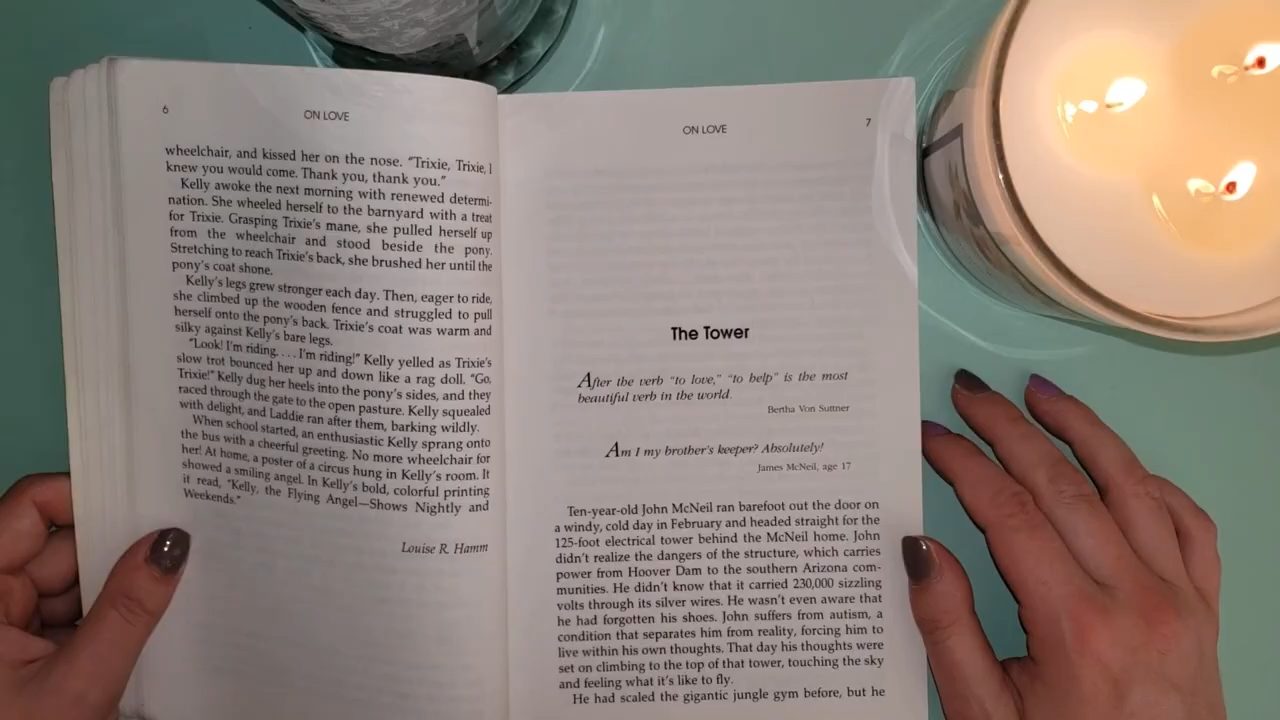 6
ON LOVE
wheelchair, and kissed her on the nose. "Trixie, Trixie, I
knew you would come. Thank you, thank you."
Kelly awoke the next morning with renewed determi-
nation. She wheeled herself to the barnyard with a treat
for Trixie. Grasping Trixie's mane, she pulled herself up
from the wheelchair and stood beside the pony.
Stretching to reach Trixie's back, she brushed her until the
pony's coat shone.
Kelly's legs grew stronger each day. Then, eager to ride,
she climbed up the wooden fence and struggled to pull
herself onto the pony's back. Trixie's coat was warm and
silky against Kelly's bare legs.
"Look! I'm riding. . . . I'm riding!" Kelly yelled as Trixie's
slow trot bounced her up and down like a rag doll. "Go,
Trixie!" Kelly dug her heels into the pony's sides, and they
raced through the gate to the open pasture. Kelly squealed
with delight, and Laddie ran after them, barking wildly.
When school started, an enthusiastic Kelly sprang onto
the bus with a cheerful greeting. No more wheelchair for
her! At home, a poster of a circus hung in Kelly's room. It
showed a smiling angel. In Kelly's bold, colorful printing
it read, "Kelly, the Flying Angel—Shows Nightly and
Weekends."
Louise R. Hamm
ON LOVE
7
The Tower
After the verb "to love," "to help" is the most
beautiful verb in the world.
Bertha Von Suttner
Am I my brother's keeper? Absolutely!
James McNeil, age 17
Ten-year-old John McNeil ran barefoot out the door on
a windy, cold day in February and headed straight for the
125-foot electrical tower behind the McNeil home. John
didn't realize the dangers of the structure, which carries
power from Hoover Dam to the southern Arizona com-
munities. He didn't know that it carried 230,000 sizzling
volts through its silver wires. He wasn't even aware that
he had forgotten his shoes. John suffers from autism, a
condition that separates him from reality, forcing him to
live within his own thoughts. That day his thoughts were
set on climbing to the top of that tower, touching the sky
and feeling what it's like to fly.
He had scaled the gigantic jungle gym before, but he